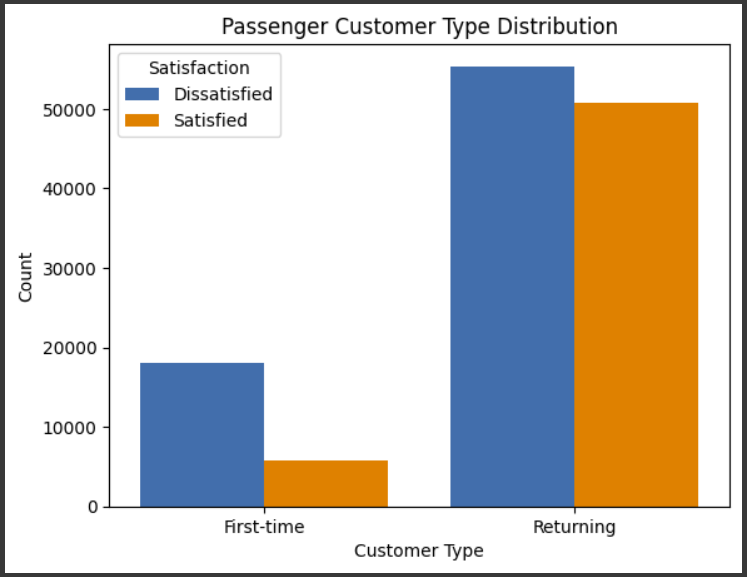 Passenger Customer Type Distribution
Satisfaction
Dissatisfied
Satisfied
50000
40000
30000
20000
10000
0
Count
First-time
Returning
Customer Type